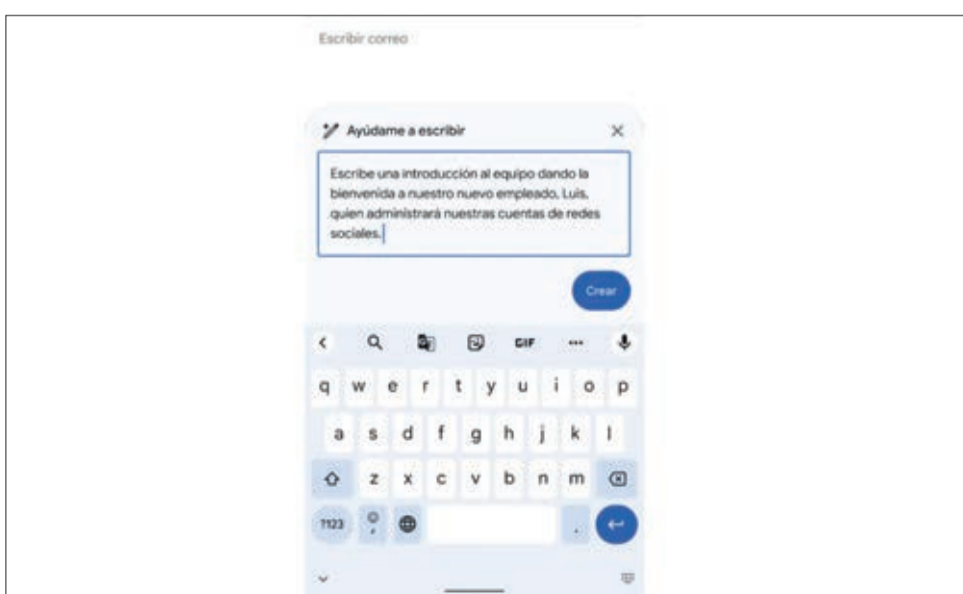 Escribir correo
Ayúdame a escribir
Escribe una introducción al equipo dando la
bienvenida a nuestro nuevo empleado, Luis,
quien administrará nuestras cuentas de redes
sociales.
Crear
GIF
q w e r t y u i o p
a s d f g h j k l
z x c v b n m
?123 , .